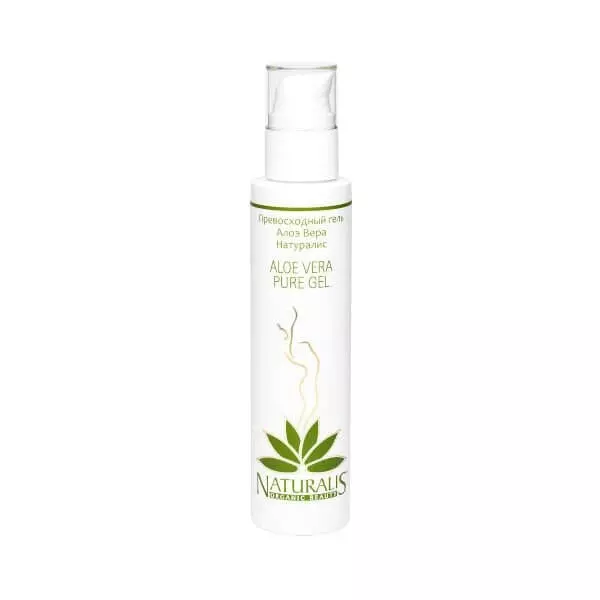 Превосходный гель
Алоэ Вера
Натуралис
ALOE VERA
PURE GEL
NATURALIS
ORGANIC BEAUTY